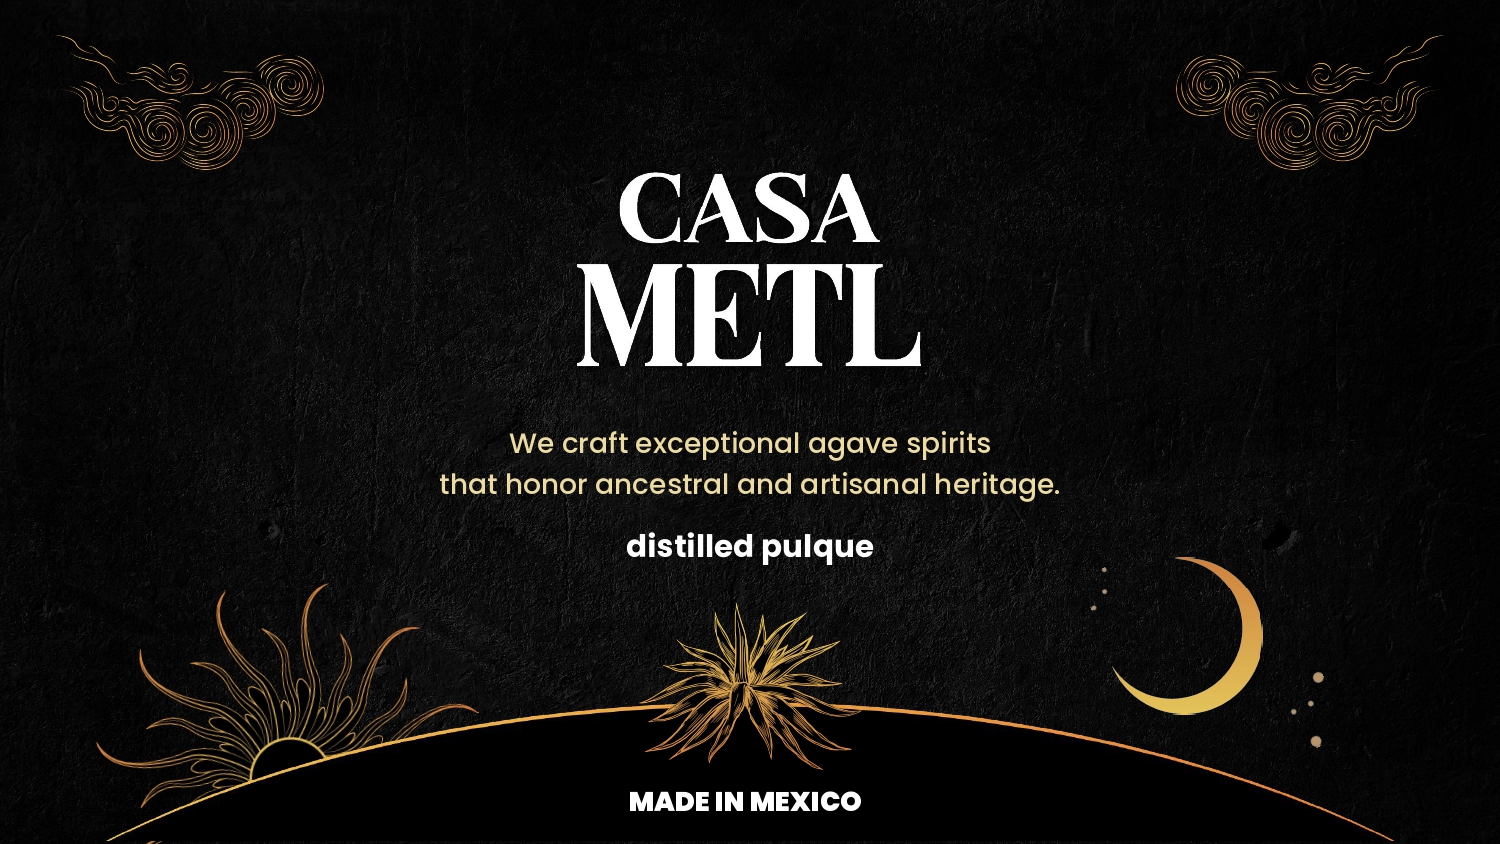 CASA
METL
We craft exceptional agave spirits
that honor ancestral and artisanal heritage.
distilled pulque
MADE IN MEXICO